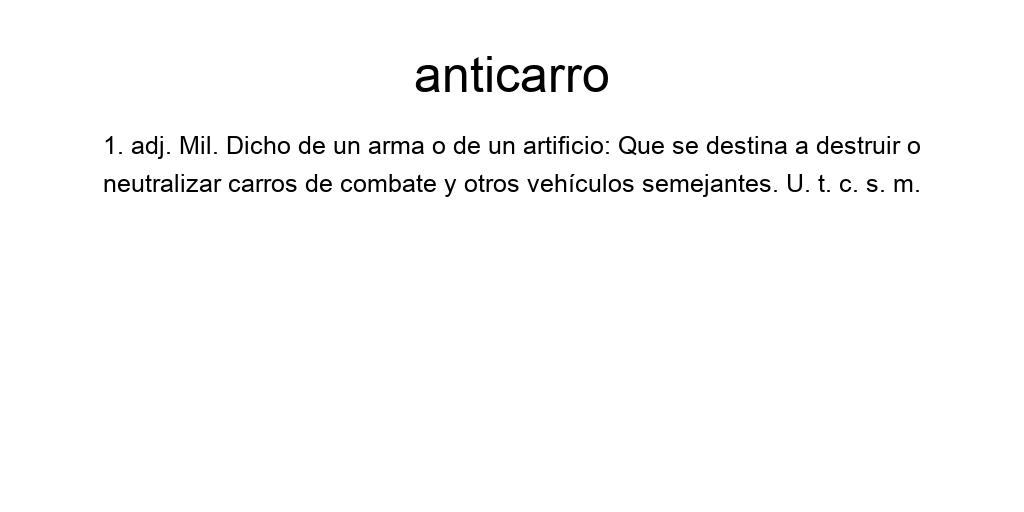 anticarro
1. adj. Mil. Dicho de un arma o de un artificio: Que se destina a destruir o
neutralizar carros de combate y otros vehículos semejantes. U. t. c. s. m.